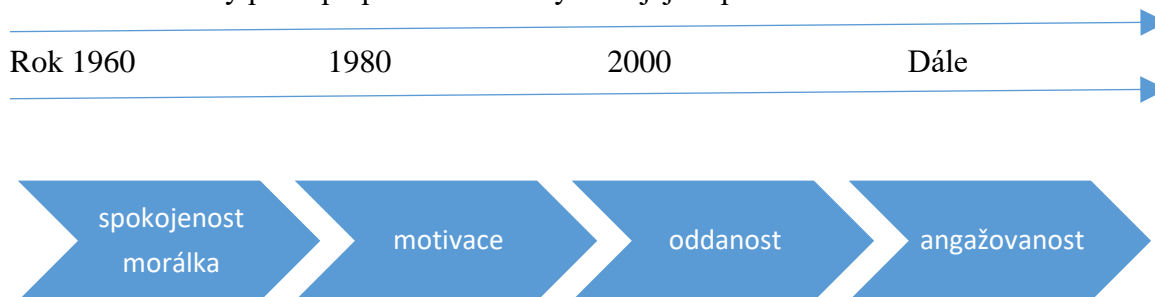 Rok 1960 1980 2000 Dále
spokojenost
morálka
motivace
oddanost
angažovanost